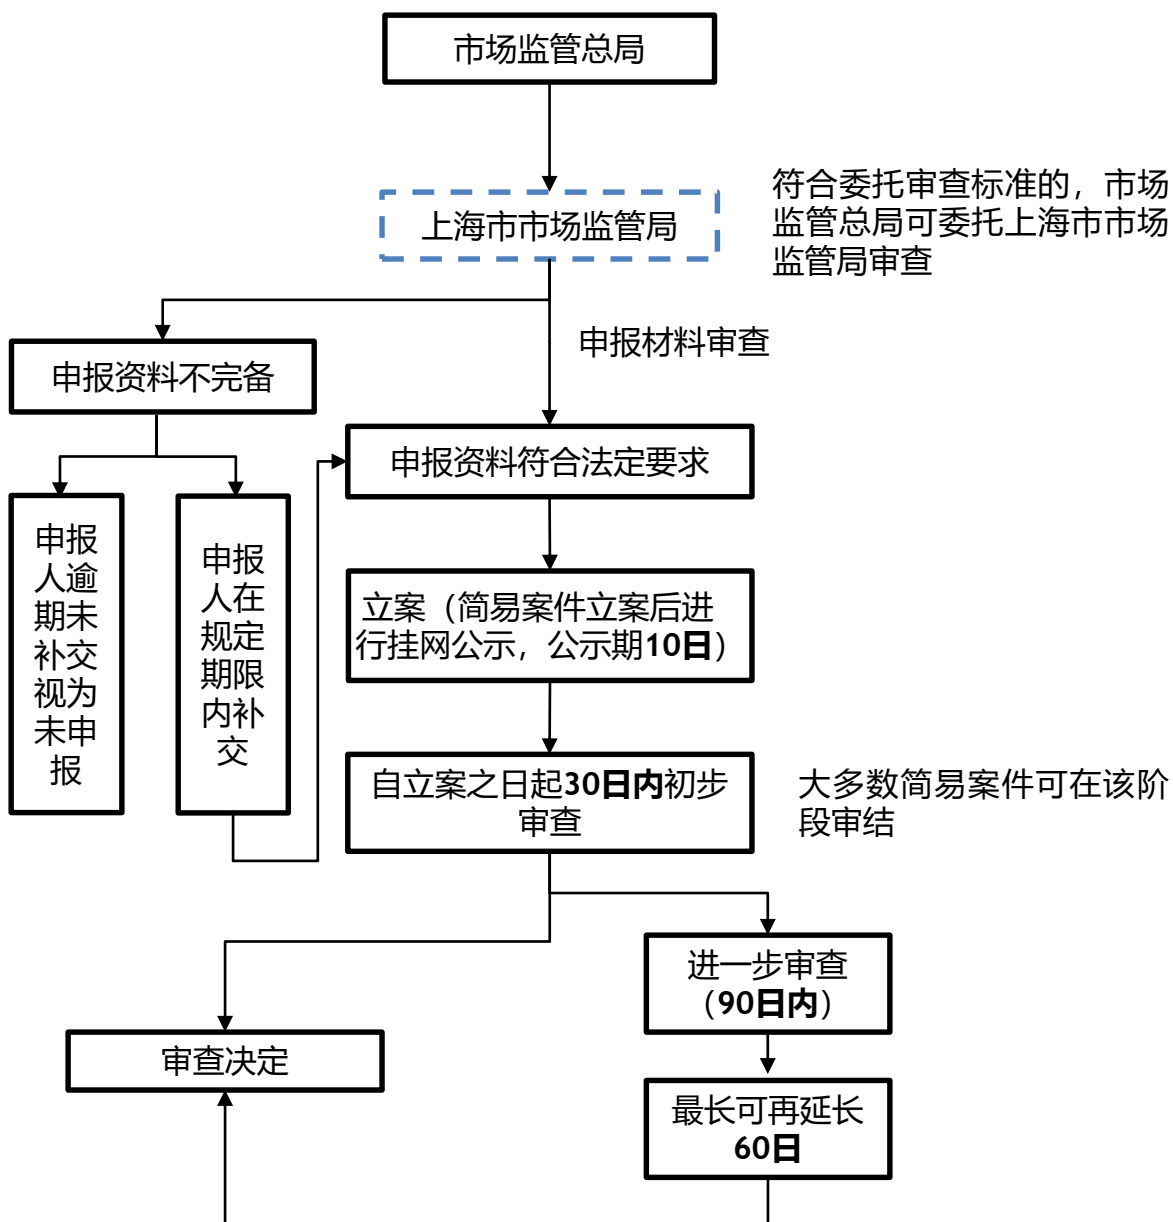 市场监管总局
符合委托审查标准的，市场
监管总局可委托上海市市场
监管局审查
上海市市场监管局
申报材料审查
申报资料不完备
申报资料符合法定要求
申报
人逾
期未
补交
视为
未申
报
申报
人在
规定
期限
内补
交
立案（简易案件立案后进
行挂网公示，公示期10日）
自立案之日起30日内初步
审查
大多数简易案件可在该阶
段审结
进一步审查
（90日内）
审查决定
最长可再延长
60日